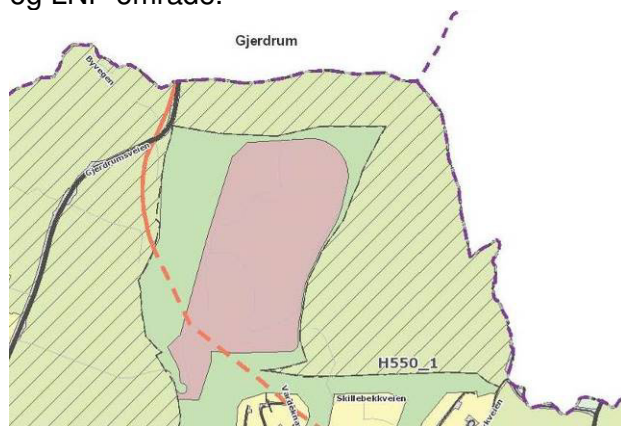 og LNF-område.
Gjerdrum
Byvegen
Gjerdrumsveien
H550_1
Skillebekkveien